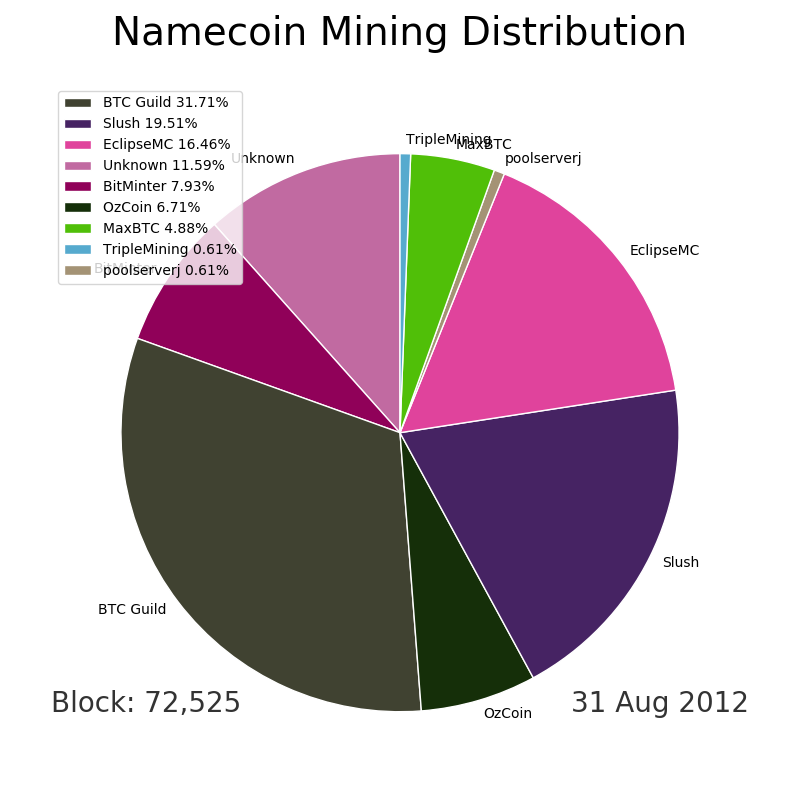 Namecoin Mining Distribution
BTC Guild 31.71%
Slush 19.51%
EclipseMC 16.46%
Unknown 11.59%
BitMinter 7.93%
OzCoin 6.71%
MaxBTC 4.88%
TripleMining 0.61%
poolserverj 0.61%
TripleMining
MaxBTC
poolserverj
Unknown
EclipseMC
BitMinter
Slush
BTC Guild
OzCoin
Block: 72,525
31 Aug 2012